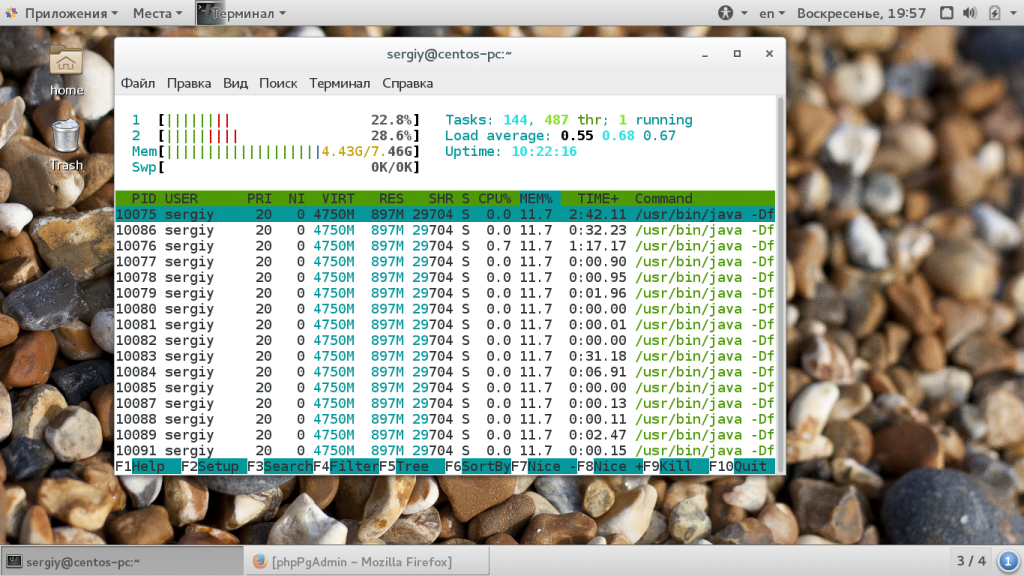 Приложения Места Терминал en Воскресенье, 19:57
home
Trash
sergiy@centos-pc:~
Файл Правка Вид Поиск Терминал Справка
1 [|||||||| 22.8%] Tasks: 144, 487 thr; 1 running
2 [||||||||| 28.6%] Load average: 0.55 0.68 0.67
Mem[|||||||||||||||||||4.43G/7.46G] Uptime: 10:22:16
Swp[ 0K/0K]
PID USER PRI NI VIRT RES SHR S CPU% MEM% TIME+ Command
10075 sergiy 20 0 4750M 897M 29704 S 0.0 11.7 2:42.11 /usr/bin/java -Df
10086 sergiy 20 0 4750M 897M 29704 S 0.0 11.7 0:32.23 /usr/bin/java -Df
10076 sergiy 20 0 4750M 897M 29704 S 0.7 11.7 1:17.17 /usr/bin/java -Df
10077 sergiy 20 0 4750M 897M 29704 S 0.0 11.7 0:00.90 /usr/bin/java -Df
10078 sergiy 20 0 4750M 897M 29704 S 0.0 11.7 0:00.95 /usr/bin/java -Df
10079 sergiy 20 0 4750M 897M 29704 S 0.0 11.7 0:01.96 /usr/bin/java -Df
10080 sergiy 20 0 4750M 897M 29704 S 0.0 11.7 0:00.00 /usr/bin/java -Df
10081 sergiy 20 0 4750M 897M 29704 S 0.0 11.7 0:00.01 /usr/bin/java -Df
10082 sergiy 20 0 4750M 897M 29704 S 0.0 11.7 0:00.00 /usr/bin/java -Df
10083 sergiy 20 0 4750M 897M 29704 S 0.0 11.7 0:31.18 /usr/bin/java -Df
10084 sergiy 20 0 4750M 897M 29704 S 0.0 11.7 0:06.91 /usr/bin/java -Df
10085 sergiy 20 0 4750M 897M 29704 S 0.0 11.7 0:00.00 /usr/bin/java -Df
10087 sergiy 20 0 4750M 897M 29704 S 0.0 11.7 0:00.13 /usr/bin/java -Df
10088 sergiy 20 0 4750M 897M 29704 S 0.0 11.7 0:00.11 /usr/bin/java -Df
10089 sergiy 20 0 4750M 897M 29704 S 0.0 11.7 0:02.47 /usr/bin/java -Df
10091 sergiy 20 0 4750M 897M 29704 S 0.0 11.7 0:00.15 /usr/bin/java -Df
F1Help F2Setup F3SearchF4FilterF5Tree F6SortByF7Nice -F8Nice +F9Kill F10Quit
sergiy@centos-pc:~ [phpPgAdmin – Mozilla Firefox] 3 / 4 1